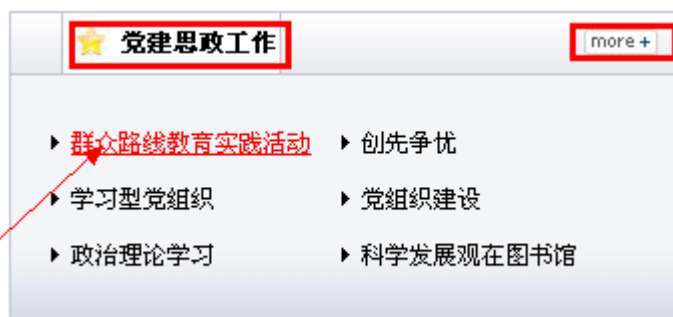 党建思政工作 more +
群众路线教育实践活动 创先争优
学习型党组织 党组织建设
政治理论学习 科学发展观在图书馆